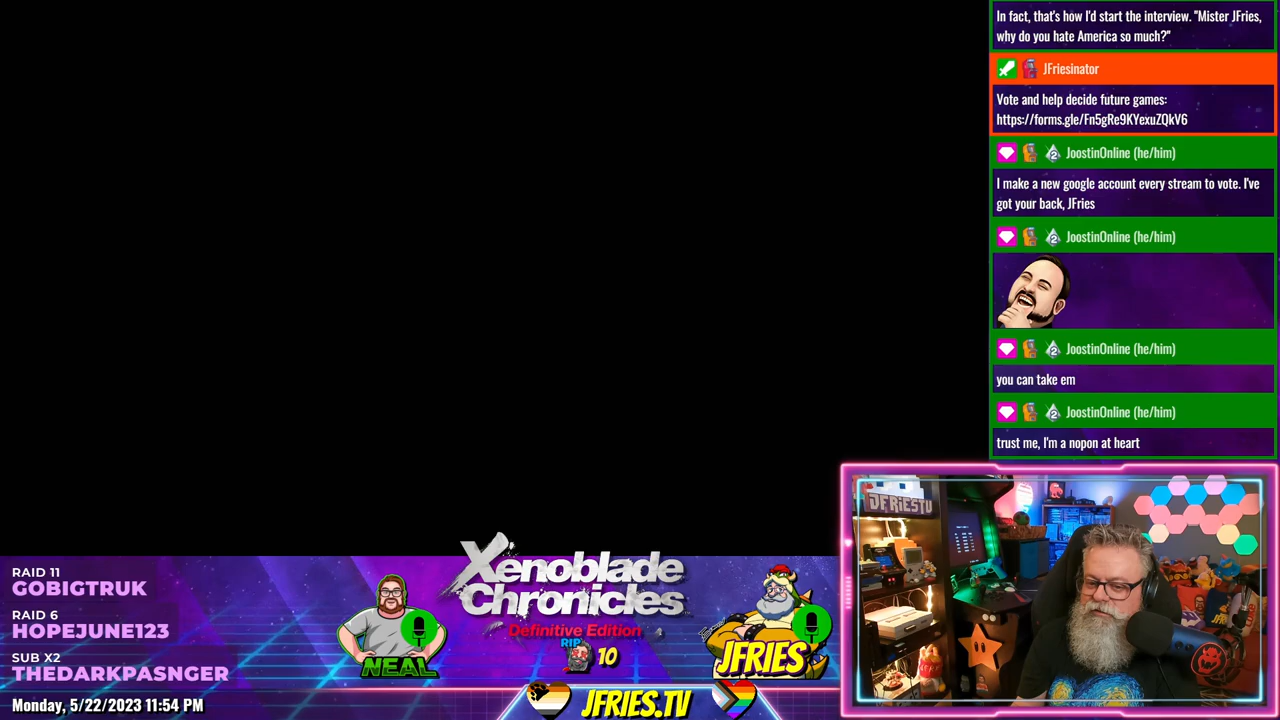 In fact, that's how I'd start the interview. "Mister JFries,
why do you hate America so much?"
JFriesinator
Vote and help decide future games:
https://forms.gle/Fn5gRe9KYexuZQkV6
JoostinOnline (he/him)
I make a new google account every stream to vote. I've
got your back, JFries
JoostinOnline (he/him)
JoostinOnline (he/him)
you can take em
JoostinOnline (he/him)
trust me, I'm a nopon at heart
JFRIESTV
RAID 11
GOBIGTRUK
RAID 6
HOPEJUNE123
SUB X2
THEDARKPASNGER
Monday, 5/22/2023 11:54 PM
NEAL
Xenoblade
Chronicles
Definitive Edition
RIP
10
JFRIES
JFRIES.TV